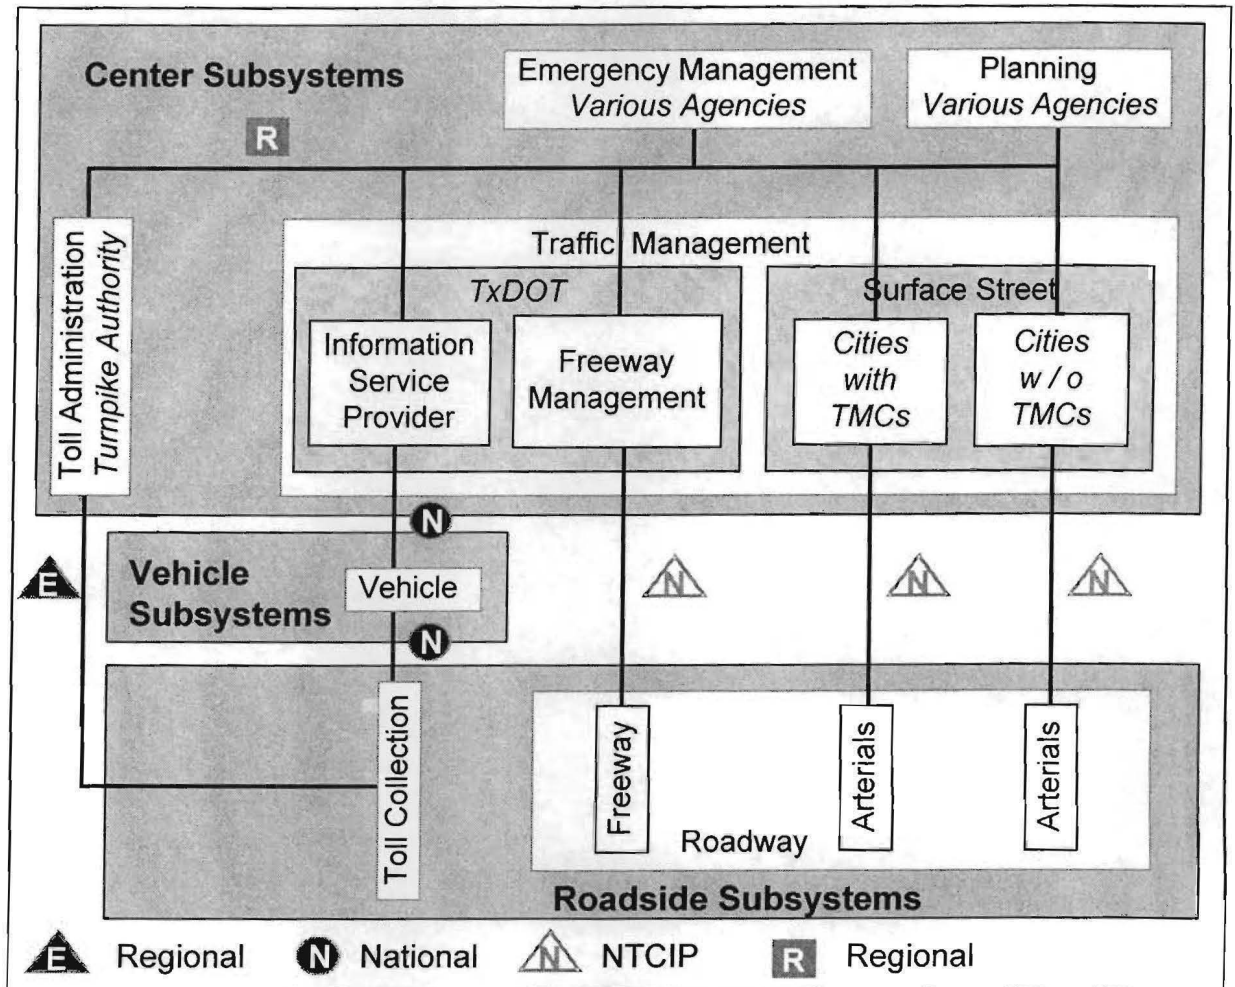 Center Subsystems
Emergency Management
Various Agencies
Planning
Various Agencies
R
Toll Administration
Turnpike Authority
Traffic Management
TxDOT
Information
Service
Provider
Freeway
Management
Surface Street
Cities
with
TMCs
Cities
w / o
TMCs
N
E
Vehicle
Subsystems
Vehicle
N
N
N
N
Toll Collection
Freeway
Arterials
Arterials
Roadway
Roadside Subsystems
E Regional
N National
N NTCIP
R Regional